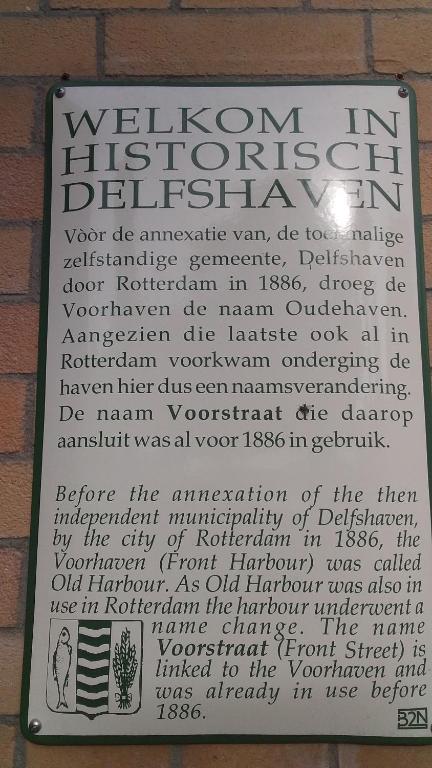 WELKOM IN
HISTORISCH
DELFSHAVEN
Vòòr de annexatie van, de toenmalige
zelfstandige gemeente, Delfshaven
door Rotterdam in 1886, droeg de
Voorhaven de naam Oudehaven.
Aangezien die laatste ook al in
Rotterdam voorkwam onderging de
haven hier dus een naamsverandering.
De naam Voorstraat die daarop
aansluit was al voor 1886 in gebruik.
Before the annexation of the then
independent municipality of Delfshaven,
by the city of Rotterdam in 1886, the
Voorhaven (Front Harbour) was called
Old Harbour. As Old Harbour was also in
use in Rotterdam the harbour underwent a
name change. The name
Voorstraat (Front Street) is
linked to the Voorhaven and
was already in use before
1886.
B2N